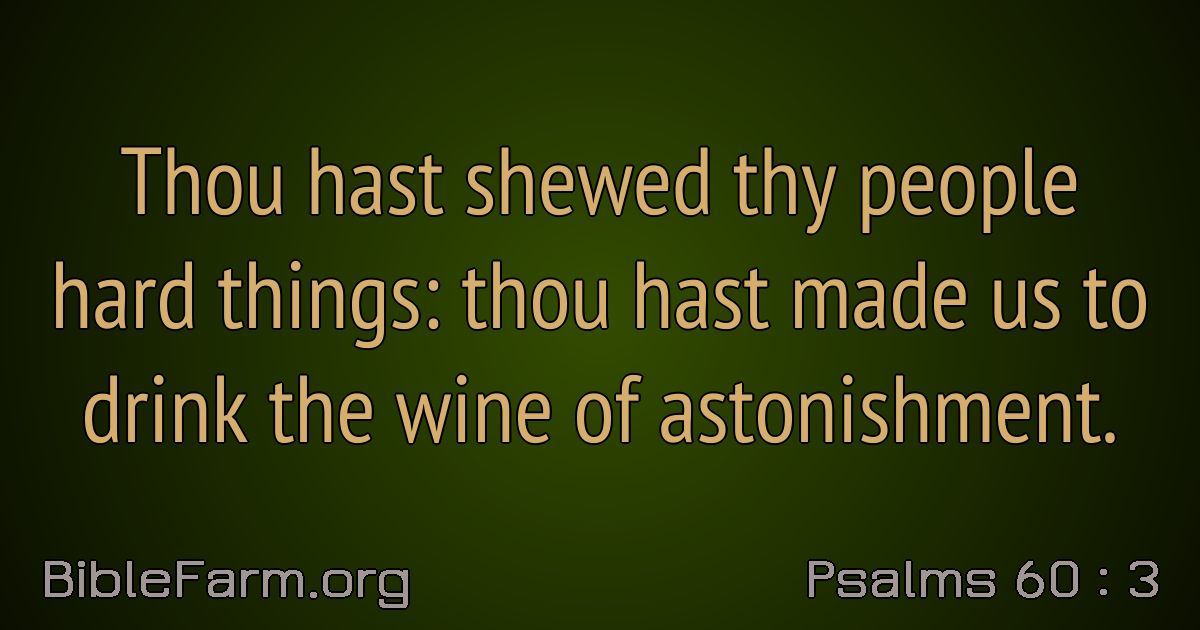 Thou hast shewed thy people
hard things: thou hast made us to
drink the wine of astonishment.
BibleFarm.org
Psalms 60 : 3